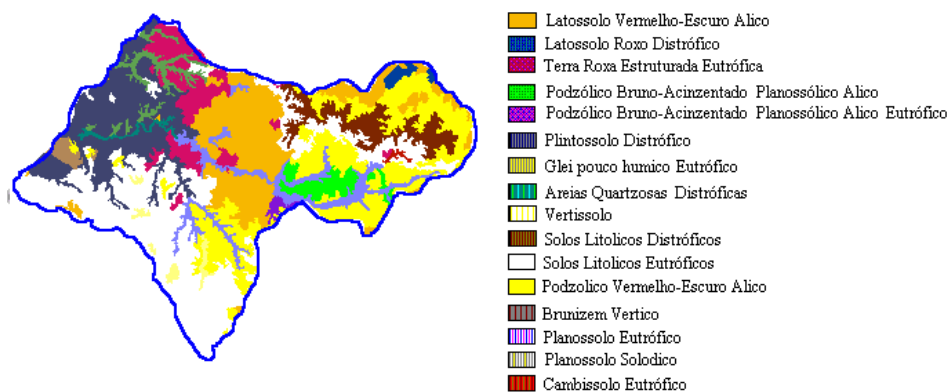 Latossolo Vermelho-Escuro Alico
Latossolo Roxo Distrófico
Terra Roxa Estruturada Eutrófica
Podzólico Bruno-Acinzentado Planossólico Alico
Podzólico Bruno-Acinzentado Planossólico Alico Eutrófico
Plintossolo Distrófico
Glei pouco humico Eutrófico
Areias Quartzosas Distróficas
Vertissolo
Solos Litolicos Distróficos
Solos Litolicos Eutróficos
Podzolico Vermelho-Escuro Alico
Brunizem Vertico
Planossolo Eutrófico
Planossolo Solodico
Cambissolo Eutrófico